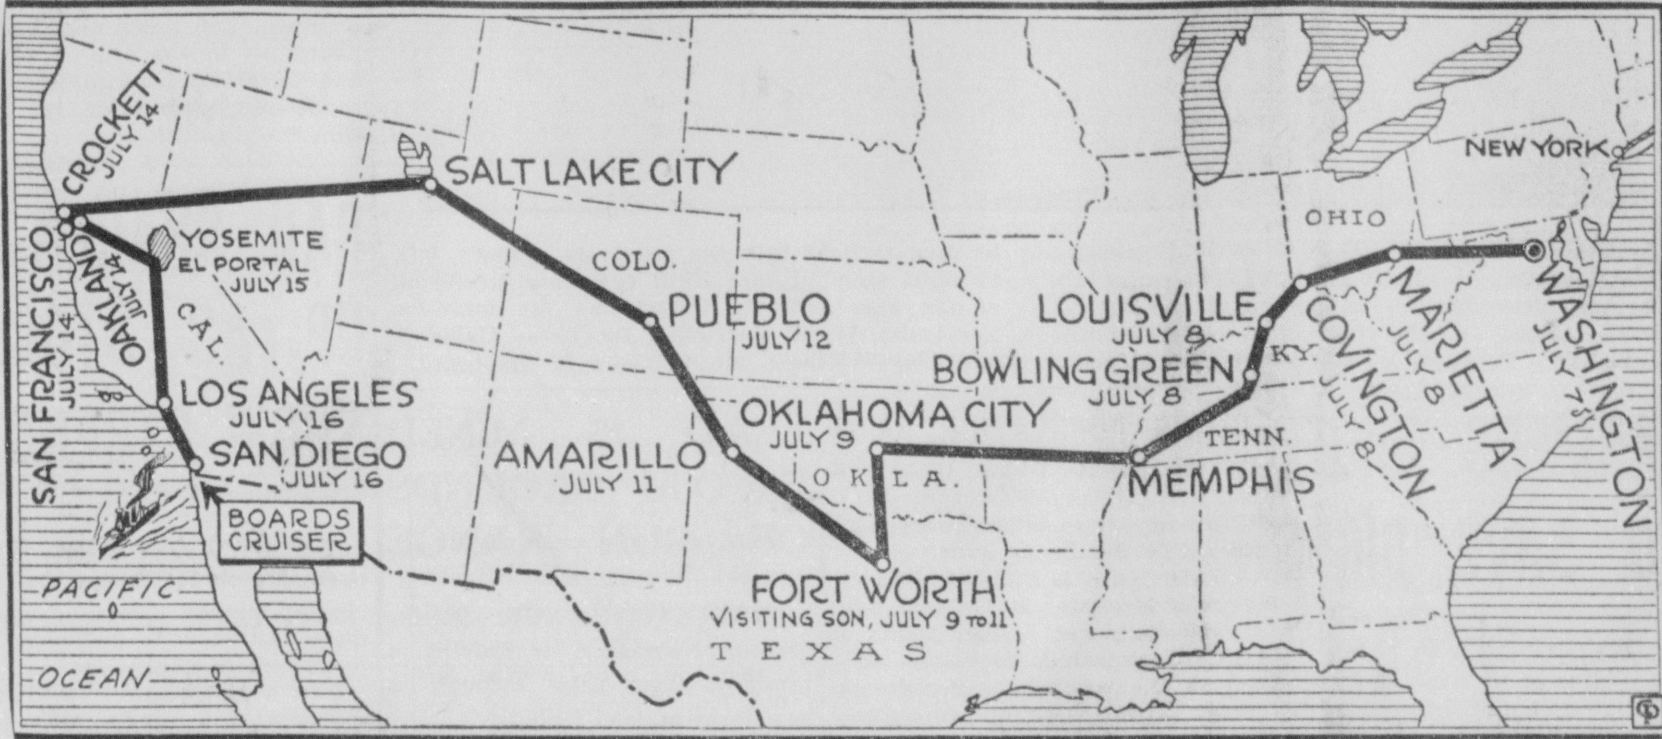 CROCKETT
JULY 14
SALT LAKE CITY
NEW YORK
OHIO
SAN FRANCISCO
JULY 14
OAKLAND
JULY 14
YOSEMITE
EL PORTAL
JULY 15
CAL.
COLO.
PUEBLO
JULY 12
LOUISVILLE
JULY 8
KY.
BOWLING GREEN
JULY 8
COVINGTON
JULY 8
MARIETTA
JULY 8
WASHINGTON
JULY 7
LOS ANGELES
JULY 16
SAN DIEGO
JULY 16
AMARILLO
JULY 11
OKLAHOMA CITY
JULY 9
OKLA.
TENN.
MEMPHIS
BOARDS
CRUISER
FORT WORTH
VISITING SON, JULY 9 TO 11
TEXAS
PACIFIC
OCEAN